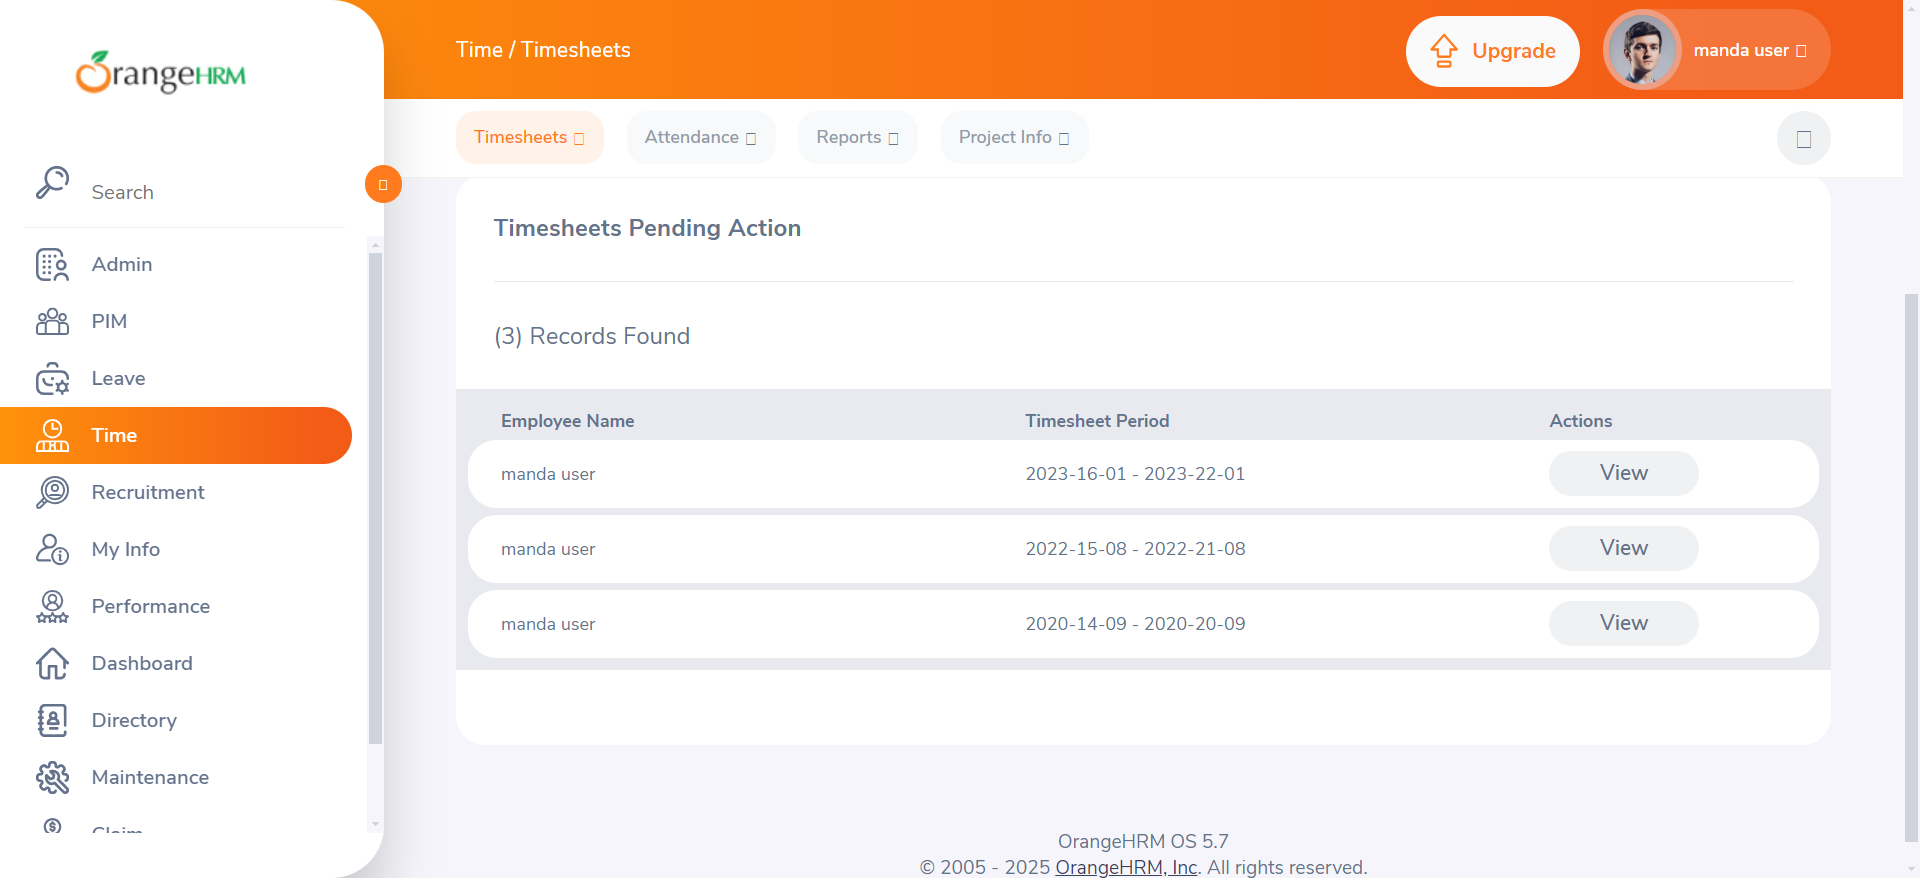 OrangeHRM
Time / Timesheets
Upgrade
manda user
Timesheets
Attendance
Reports
Project Info
Search
Admin
PIM
Leave
Time
Recruitment
My Info
Performance
Dashboard
Directory
Maintenance
Claim
Timesheets Pending Action
(3) Records Found
Employee Name Timesheet Period Actions
manda user 2023-16-01 - 2023-22-01 View
manda user 2022-15-08 - 2022-21-08 View
manda user 2020-14-09 - 2020-20-09 View
OrangeHRM OS 5.7
© 2005 - 2025 OrangeHRM, Inc. All rights reserved.